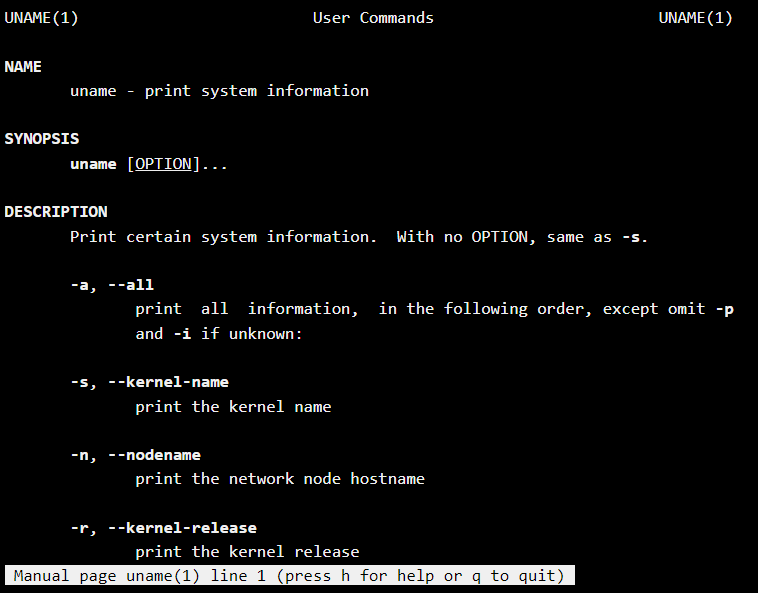 UNAME(1) User Commands UNAME(1)
NAME
uname - print system information
SYNOPSIS
uname [OPTION]...
DESCRIPTION
Print certain system information.  With no OPTION, same as -s.
-a, --all
print  all  information,  in the following order, except omit -p
and -i if unknown:
-s, --kernel-name
print the kernel name
-n, --nodename
print the network node hostname
-r, --kernel-release
print the kernel release
Manual page uname(1) line 1 (press h for help or q to quit)